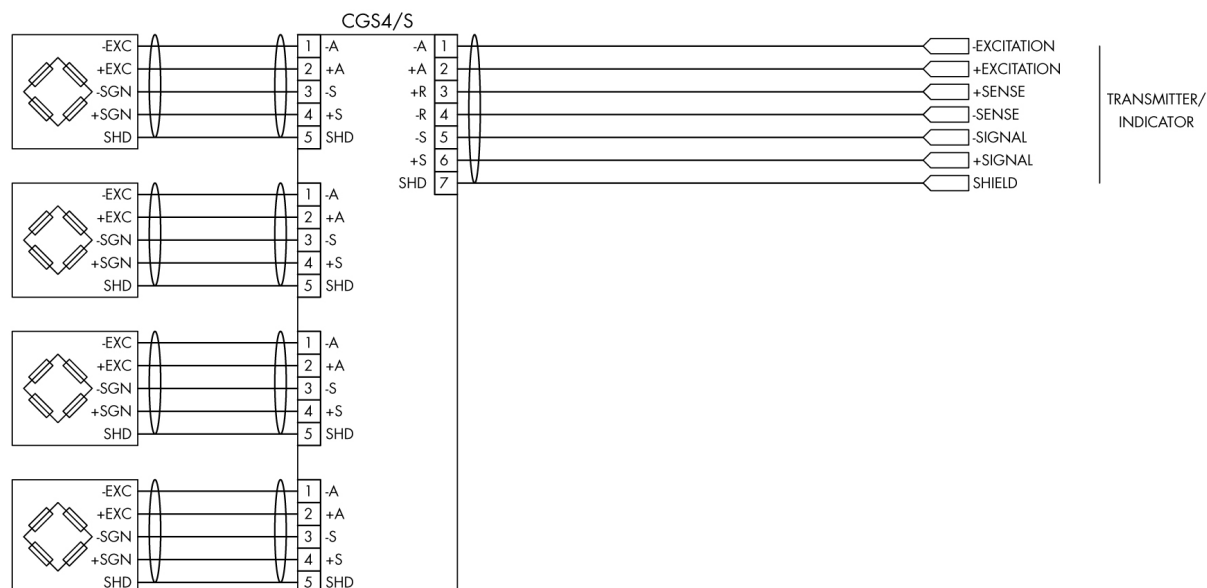 CGS4/S
-EXC 1 -A
+EXC 2 +A
-SGN 3 -S
+SGN 4 +S
SHD 5 SHD
-A 1 -EXCITATION
+A 2 +EXCITATION
+R 3 +SENSE
-R 4 -SENSE
-S 5 -SIGNAL
+S 6 +SIGNAL
SHD 7 SHIELD
TRANSMITTER/
INDICATOR
-EXC 1 -A
+EXC 2 +A
-SGN 3 -S
+SGN 4 +S
SHD 5 SHD
-EXC 1 -A
+EXC 2 +A
-SGN 3 -S
+SGN 4 +S
SHD 5 SHD
-EXC 1 -A
+EXC 2 +A
-SGN 3 -S
+SGN 4 +S
SHD 5 SHD